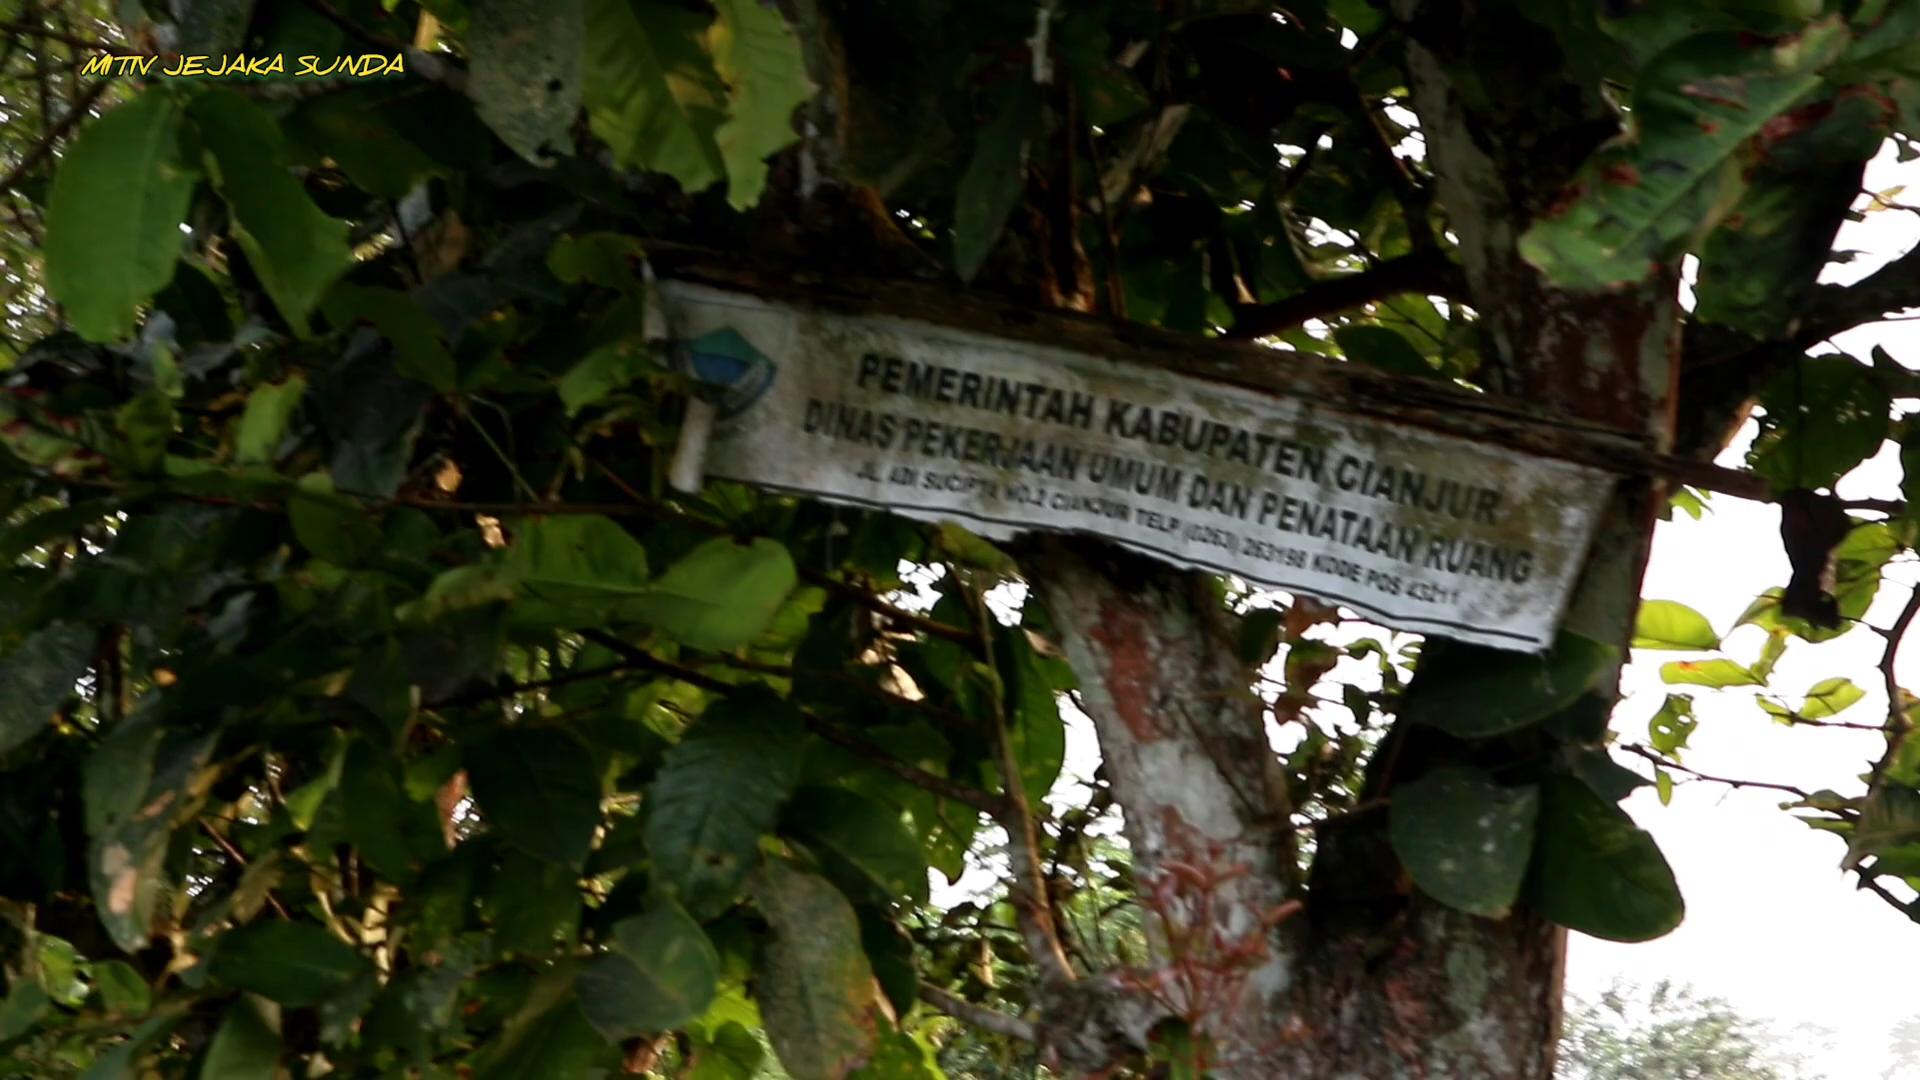 MITIV JEJAKA SUNDA
PEMERINTAH KABUPATEN CIANJUR
DINAS PEKERJAAN UMUM DAN PENATAAN RUANG
JL. ADI SUCIPTA NO.2 CIANJUR TELP (0263) 263198 KODE POS 43211